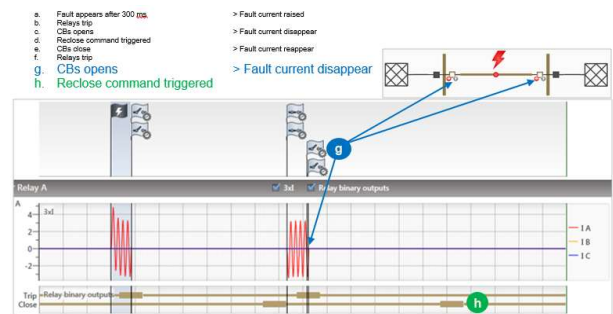 a. Fault appears after 300 ms. > Fault current raised
b. Relays trip
c. CBs opens > Fault current disappear
d. Reclose command triggered
e. CBs close > Fault current reappear
f. Relays trip
g. CBs opens > Fault current disappear
h. Reclose command triggered
g
Relay A 3xI Relay binary outputs
A
3xI
4
2
0
-2
I A
I B
I C
Trip Relay binary outputs
Close
h